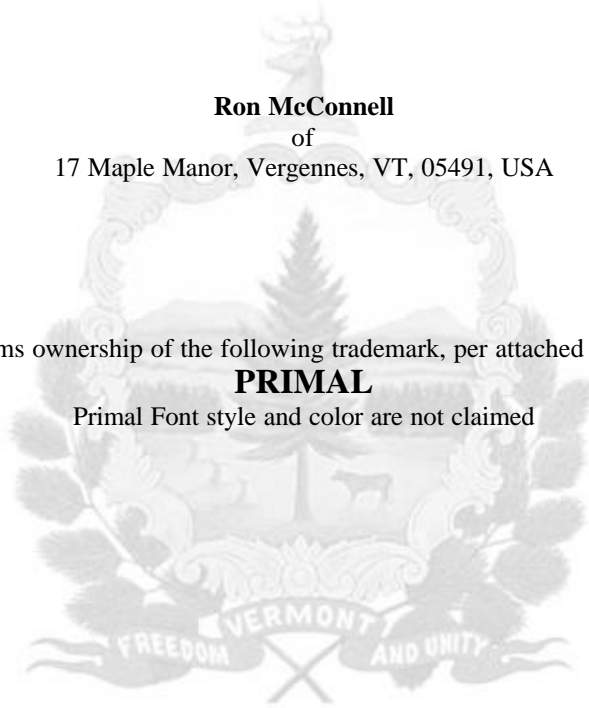 Ron McConnell
of
17 Maple Manor, Vergennes, VT, 05491, USA
ms ownership of the following trademark, per attached
PRIMAL
Primal Font style and color are not claimed
VERMONT
FREEDOM AND UNITY